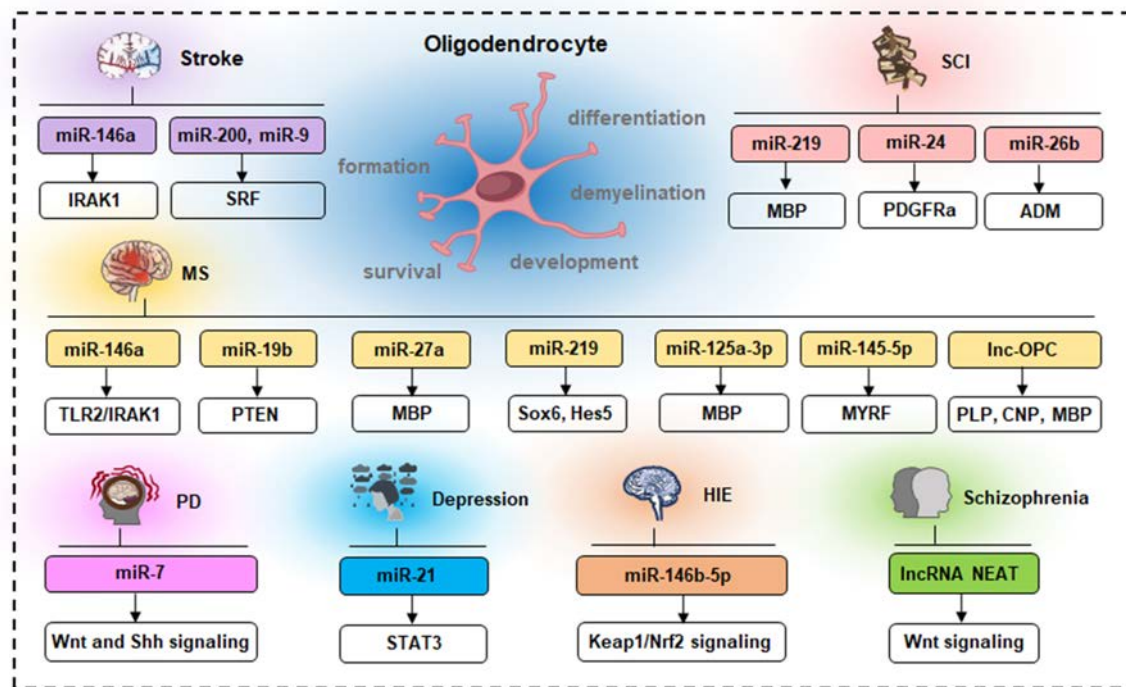 Oligodendrocyte
Stroke
SCI
differentiation
formation
demyelination
survival
development
miR-146a
miR-200, miR-9
IRAK1
SRF
miR-219
miR-24
miR-26b
MBP
PDGFRa
ADM
MS
miR-146a
miR-19b
miR-27a
miR-219
miR-125a-3p
miR-145-5p
lnc-OPC
TLR2/IRAK1
PTEN
MBP
Sox6, Hes5
MBP
MYRF
PLP, CNP, MBP
PD
Depression
HIE
Schizophrenia
miR-7
miR-21
miR-146b-5p
lncRNA NEAT
Wnt and Shh signaling
STAT3
Keap1/Nrf2 signaling
Wnt signaling